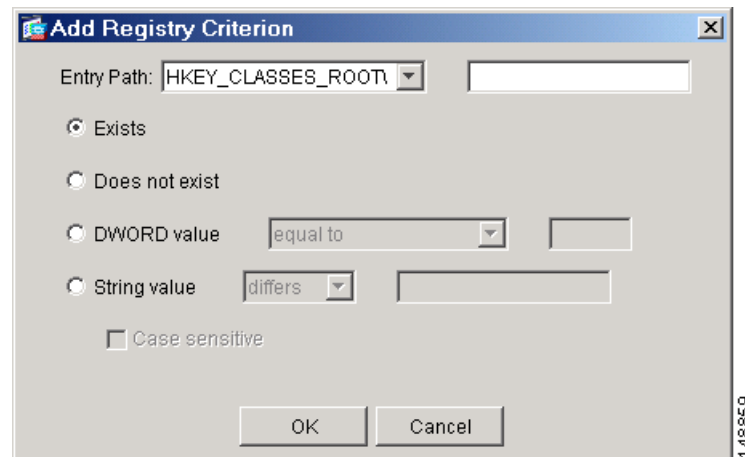 Add Registry Criterion
Entry Path: HKEY_CLASSES_ROOT\
Exists
Does not exist
DWORD value equal to
String value differs
Case sensitive
OK Cancel
148859